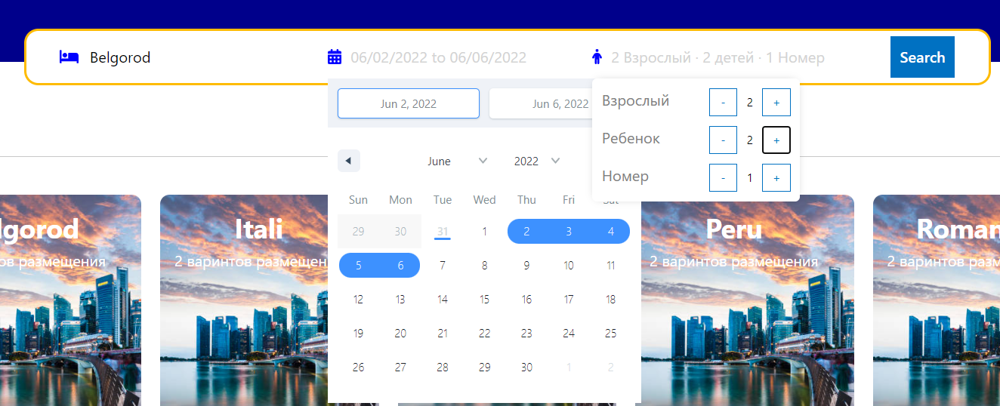 Belgorod
06/02/2022 to 06/06/2022
2 Взрослый · 2 детей · 1 Номер
Search
Jun 2, 2022
Jun 6, 2022
Взрослый - 2 +
Ребенок - 2 +
Номер - 1 +
June 2022
Sun Mon Tue Wed Thu Fri Sat
29 30 31 1 2 3 4
5 6 7 8 9 10 11
12 13 14 15 16 17 18
19 20 21 22 23 24 25
26 27 28 29 30 1 2
lgorod
ов размещения
Itali
2 варинтов размещен
Peru
2 варинтов размещения
Roman
2 варинтов разм